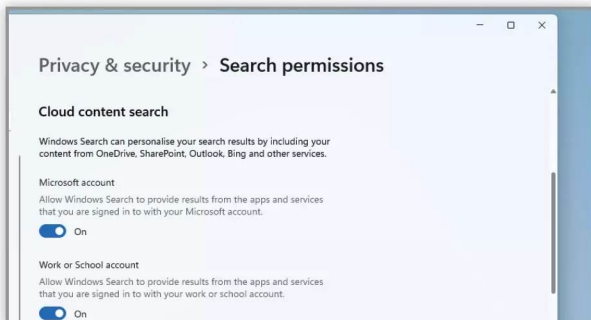 Privacy & security > Search permissions
Cloud content search
Windows Search can personalise your search results by including your
content from OneDrive, SharePoint, Outlook, Bing and other services.
Microsoft account
Allow Windows Search to provide results from the apps and services
that you are signed in to with your Microsoft account.
On
Work or School account
Allow Windows Search to provide results from the apps and services
that you are signed in to with your work or school account.
On